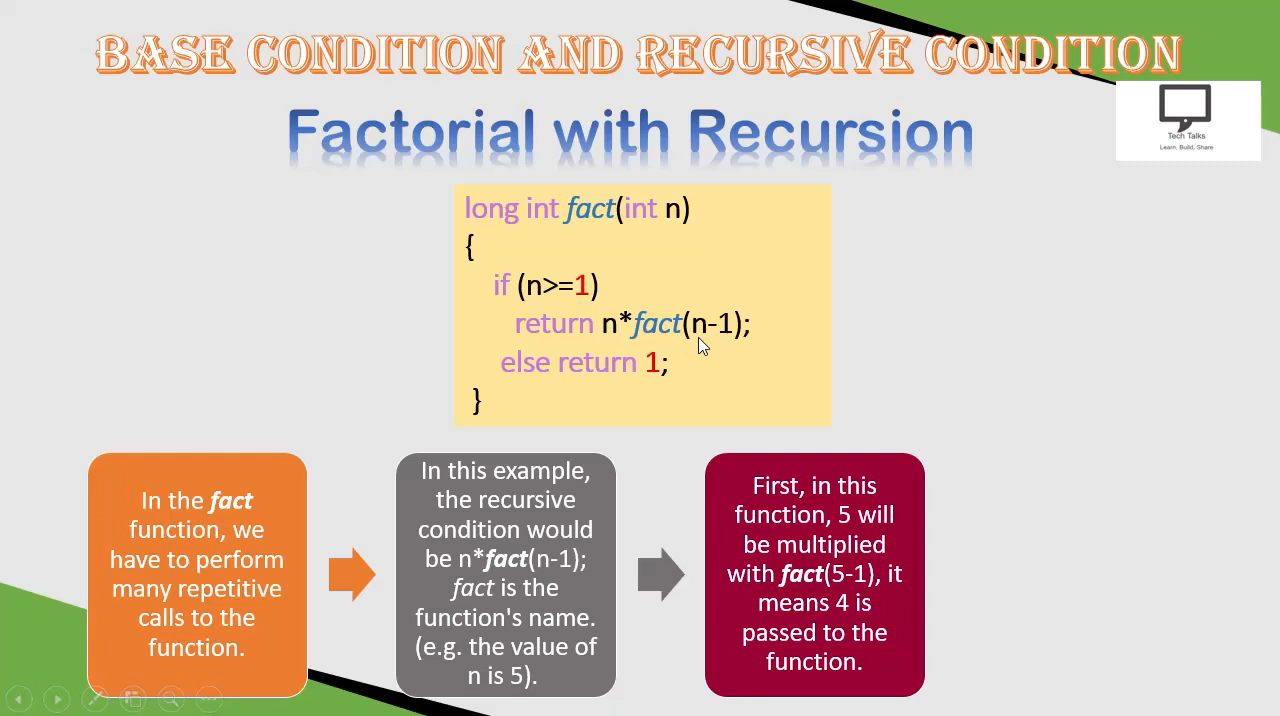 BASE CONDITION AND RECURSIVE CONDITION
Factorial with Recursion
Tech Talks
Learn, Build, Share
long int fact(int n)
{
if (n>=1)
return n*fact(n-1);
else return 1;
}
In the fact
function, we
have to perform
many repetitive
calls to the
function.
In this example,
the recursive
condition would
be n*fact(n-1);
fact is the
function's name.
(e.g. the value of
n is 5).
First, in this
function, 5 will
be multiplied
with fact(5-1), it
means 4 is
passed to the
function.